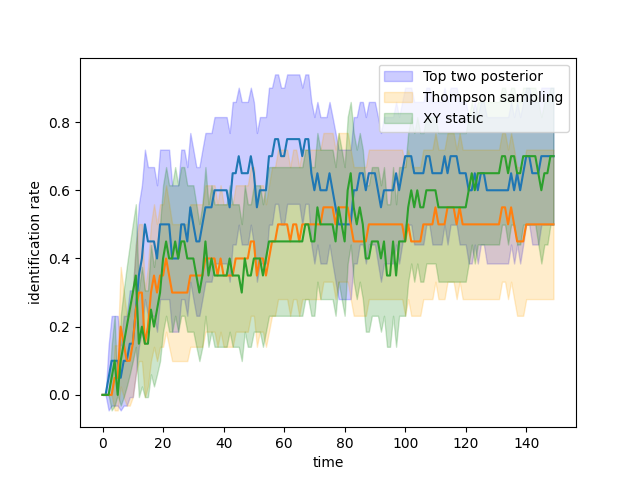 Top two posterior
Thompson sampling
XY static
identification rate
0.8
0.6
0.4
0.2
0.0
0 20 40 60 80 100 120 140
time